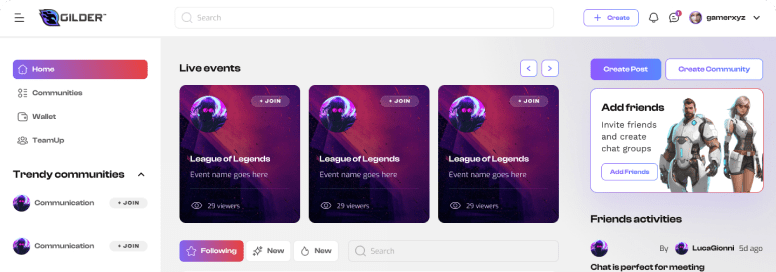 GILDER
Search
+ Create
1
gamerxyz
Home
Communities
Wallet
TeamUp
Trendy communities
Communication
+ JOIN
Communication
+ JOIN
Live events
+ JOIN
League of Legends
Event name goes here
29 viewers
+ JOIN
League of Legends
Event name goes here
29 viewers
+ JOIN
League of Legends
Event name goes here
29 viewers
Following
New
New
Search
Create Post
Create Community
Add friends
Invite friends
and create
chat groups
Add Friends
Friends activities
By LucaGionni 5d ago
Chat is perfect for meeting